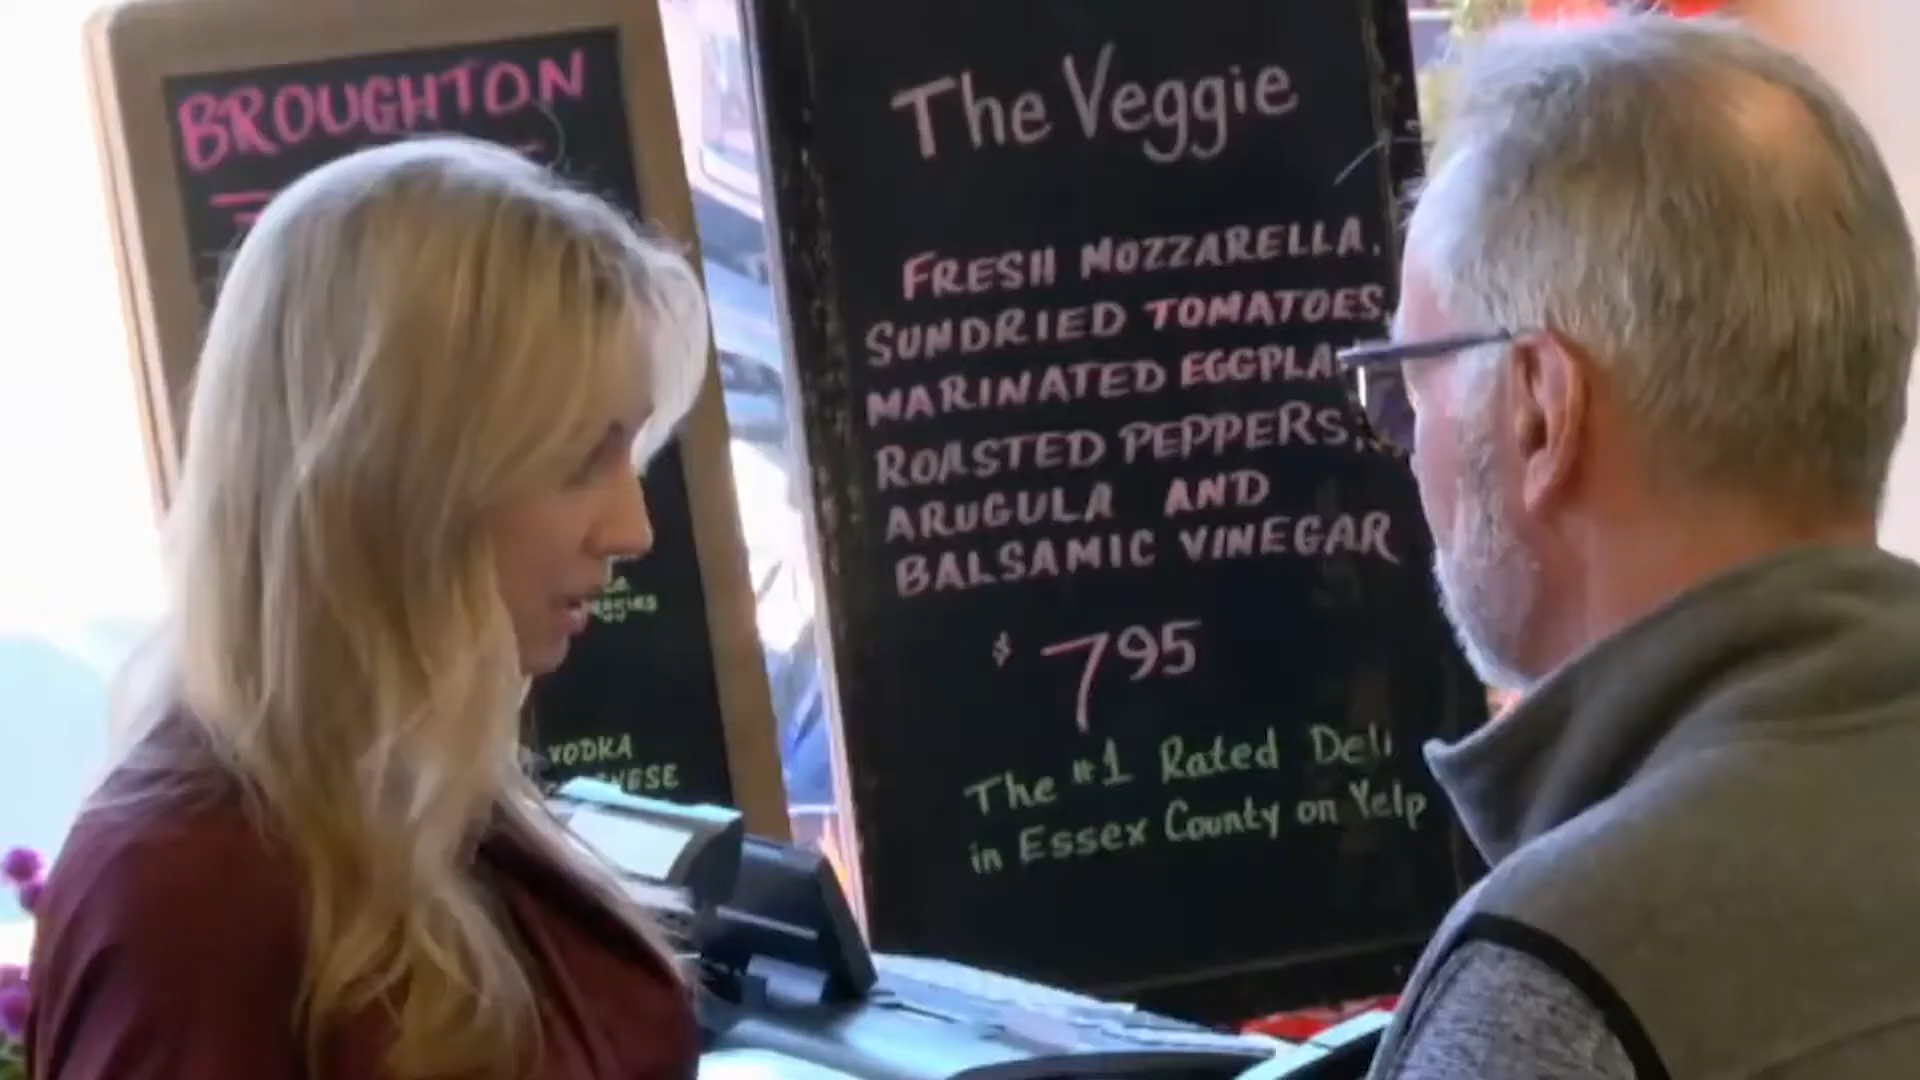 BROUGHTON
VODKA
The Veggie
FRESH MOZZARELLA,
SUNDRIED TOMATOES,
MARINATED
ROASTED PEPPERS,
ARUGULA AND
BALSAMIC VINEGAR
$ 7 95
The #1 Rated Deli
in Essex County on Yelp